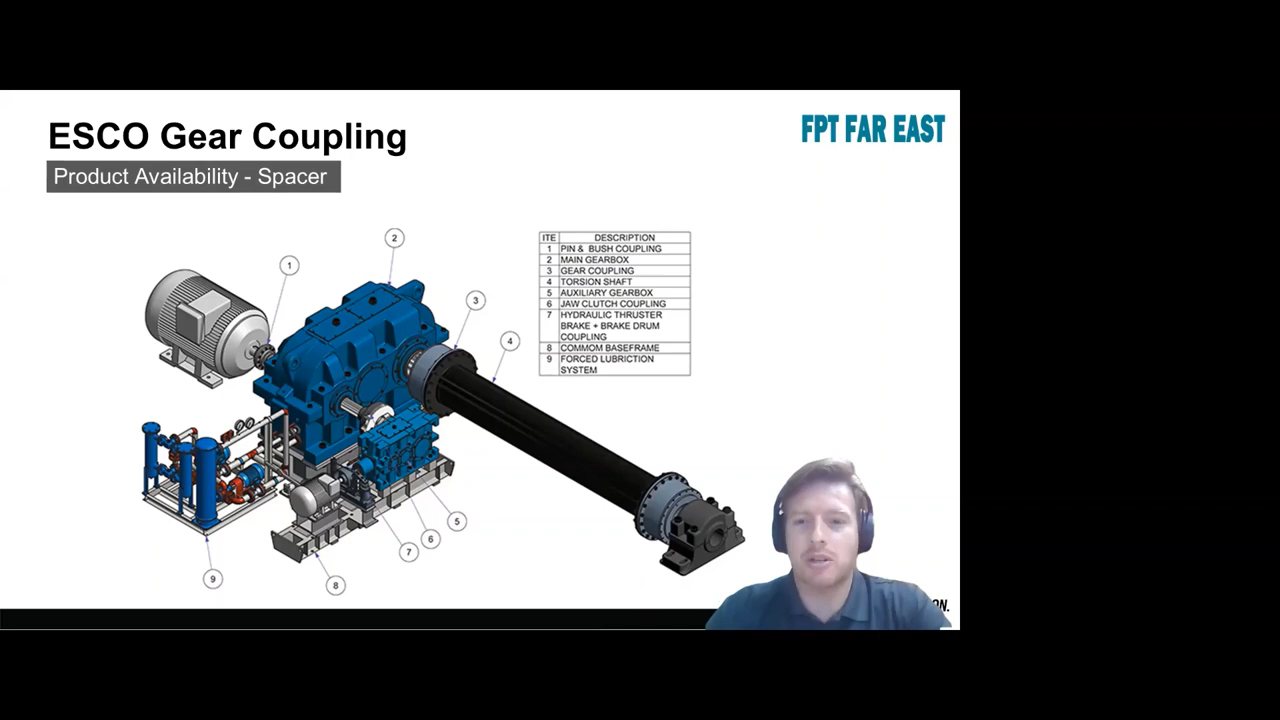 ESCO Gear Coupling
FPT FAR EAST
Product Availability - Spacer
1
2
3
4
5
6
7
8
9
ITE DESCRIPTION
1 PIN & BUSH COUPLING
2 MAIN GEARBOX
3 GEAR COUPLING
4 TORSION SHAFT
5 AUXILIARY GEARBOX
6 JAW CLUTCH COUPLING
7 HYDRAULIC THRUSTER
BRAKE + BRAKE DRUM
COUPLING
8 COMMOM BASEFRAME
9 FORCED LUBRICTION
SYSTEM